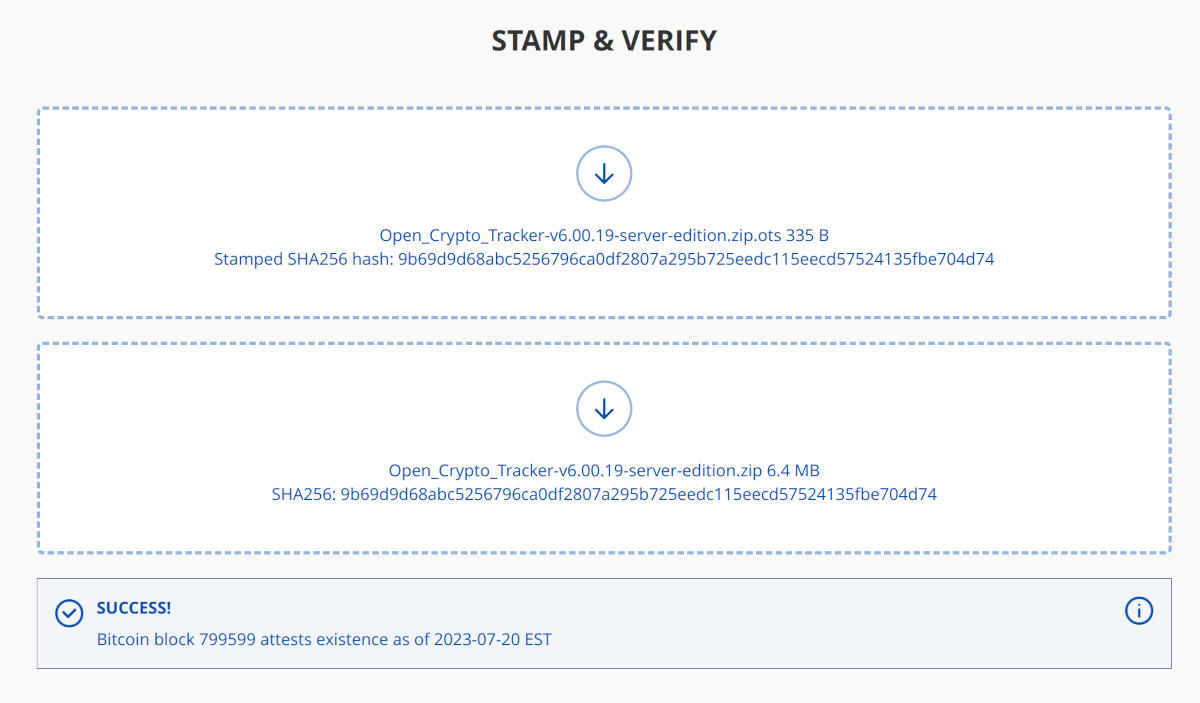 STAMP & VERIFY
Open_Crypto_Tracker-v6.00.19-server-edition.zip.ots 335 B
Stamped SHA256 hash: 9b69d9d68abc5256796ca0df2807a295b725eedc115eecd57524135fbe704d74
Open_Crypto_Tracker-v6.00.19-server-edition.zip 6.4 MB
SHA256: 9b69d9d68abc5256796ca0df2807a295b725eedc115eecd57524135fbe704d74
SUCCESS!
Bitcoin block 799599 attests existence as of 2023-07-20 EST